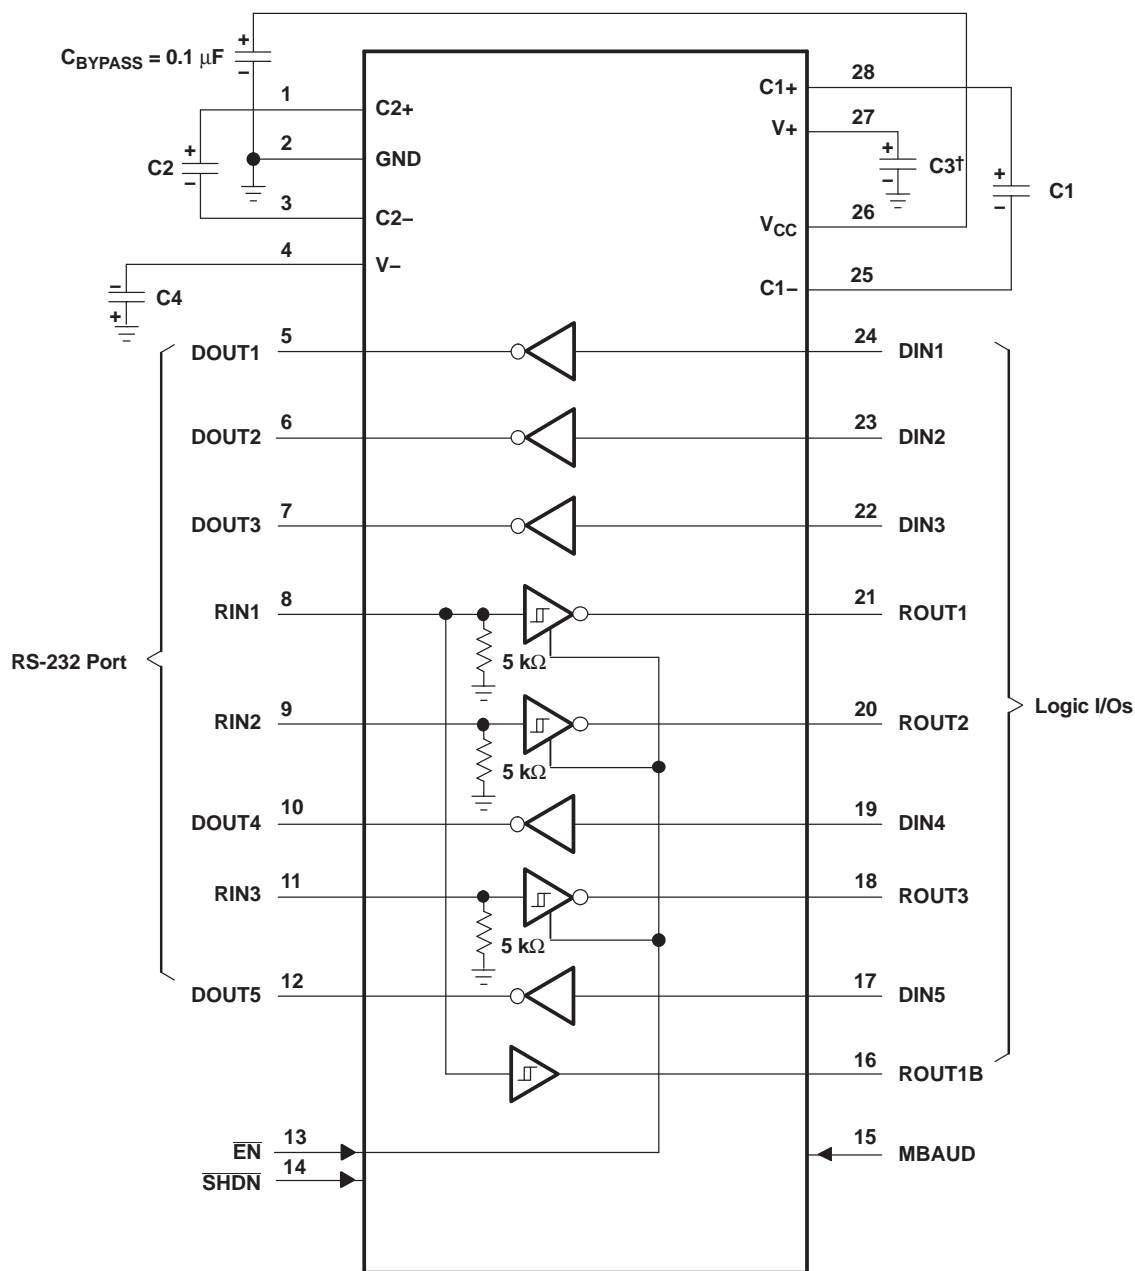 CBYPASS = 0.1 μF
+
−
1
C2+
C1+
28
V+
27
+
C2
−
2
GND
+
−
C3†
+
−
C1
3
C2−
VCC
26
4
V−
C1−
25
−
+
C4
DOUT1
5
24
DIN1
DOUT2
6
23
DIN2
DOUT3
7
22
DIN3
RIN1
8
21
ROUT1
5 kΩ
RS-232 Port
RIN2
9
20
ROUT2
Logic I/Os
5 kΩ
DOUT4
10
19
DIN4
RIN3
11
18
ROUT3
5 kΩ
DOUT5
12
17
DIN5
16
ROUT1B
EN
13
15
MBAUD
SHDN
14